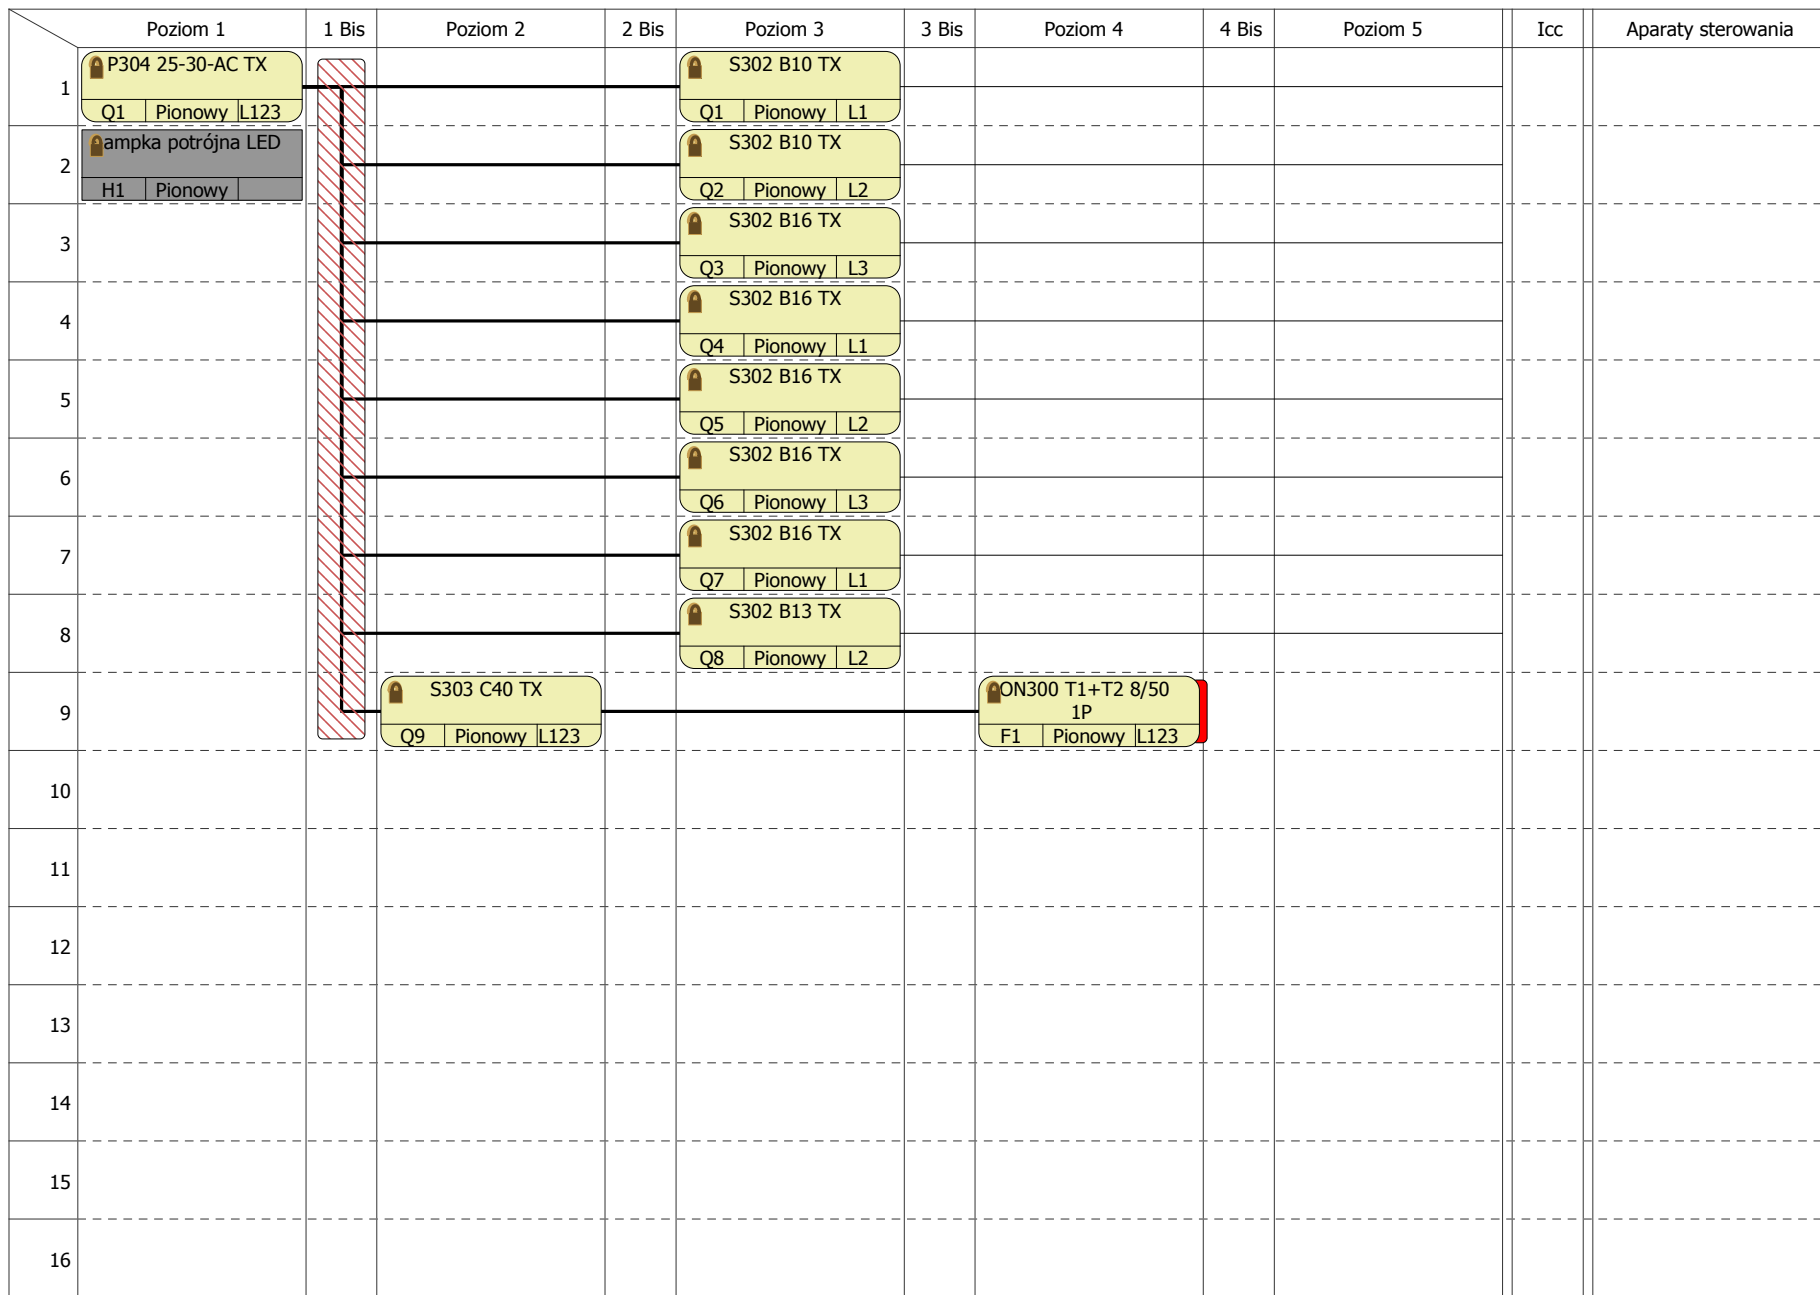 Poziom 1 1 Bis Poziom 2 2 Bis Poziom 3 3 Bis Poziom 4 4 Bis Poziom 5 Icc Aparaty sterowania
1 P304 25-30-AC TX S302 B10 TX
Q1 Pionowy L123 Q1 Pionowy L1
2 ampka potrójna LED S302 B10 TX
H1 Pionowy Q2 Pionowy L2
3 S302 B16 TX
Q3 Pionowy L3
4 S302 B16 TX
Q4 Pionowy L1
5 S302 B16 TX
Q5 Pionowy L2
6 S302 B16 TX
Q6 Pionowy L3
7 S302 B16 TX
Q7 Pionowy L1
8 S302 B13 TX
Q8 Pionowy L2
9 S303 C40 TX ON300 T1+T2 8/50
1P
Q9 Pionowy L123 F1 Pionowy L123
10
11
12
13
14
15
16